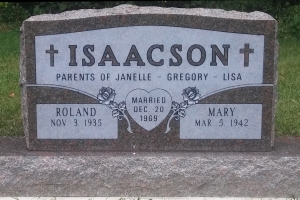 ISAACSON
PARENTS OF JANELLE - GREGORY - LISA
ROLAND
NOV 3, 1935
MARRIED
DEC. 20
1969
MARY
MAR. 5, 1942